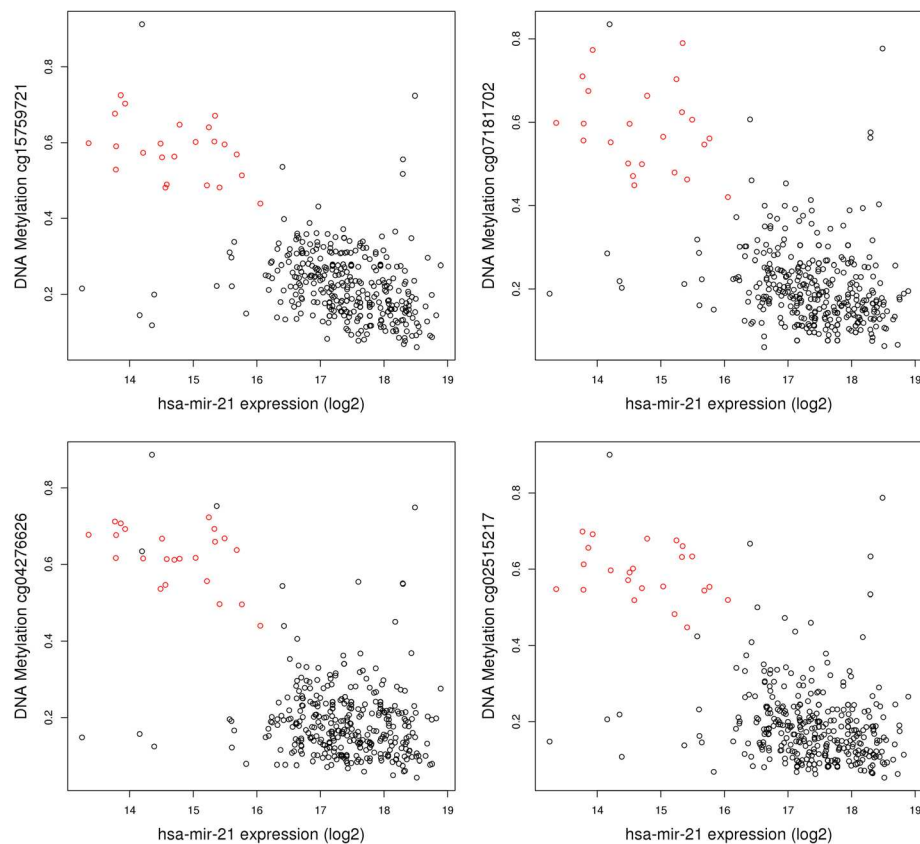 DNA Metylation cg15759721
0.8
0.6
0.4
0.2
14 15 16 17 18 19
hsa-mir-21 expression (log2)
DNA Metylation cg07181702
0.8
0.6
0.4
0.2
14 15 16 17 18 19
hsa-mir-21 expression (log2)
DNA Metylation cg04276626
0.8
0.6
0.4
0.2
14 15 16 17 18 19
hsa-mir-21 expression (log2)
DNA Metylation cg02515217
0.8
0.6
0.4
0.2
14 15 16 17 18 19
hsa-mir-21 expression (log2)